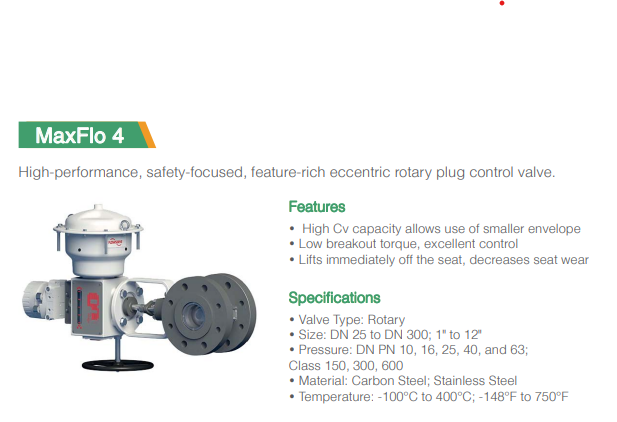 MaxFlo 4
High-performance, safety-focused, feature-rich eccentric rotary plug control valve.
Features
• High Cv capacity allows use of smaller envelope
• Low breakout torque, excellent control
• Lifts immediately off the seat, decreases seat wear
Specifications
• Valve Type: Rotary
• Size: DN 25 to DN 300; 1" to 12"
• Pressure: DN PN 10, 16, 25, 40, and 63;
Class 150, 300, 600
• Material: Carbon Steel; Stainless Steel
• Temperature: -100°C to 400°C; -148°F to 750°F